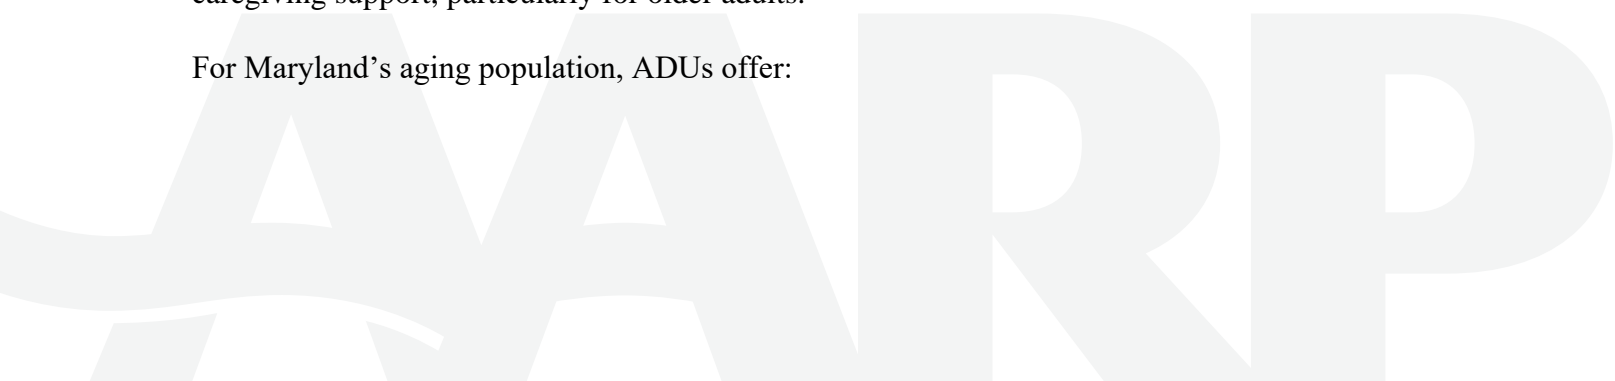 caregiving support, particularly for older adults.
For Maryland’s aging population, ADUs offer:
AARP